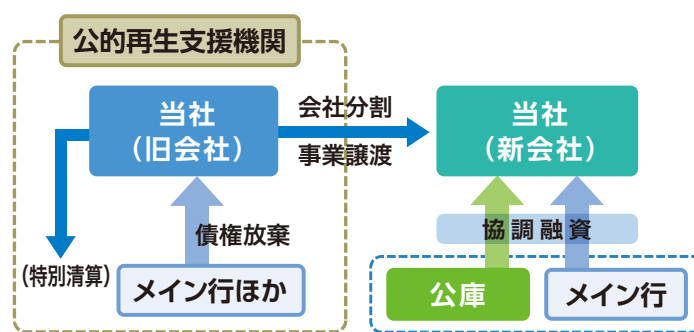 公的再生支援機関
当社
（旧会社）
会社分割
事業譲渡
当社
（新会社）
債権放棄
協調融資
(特別清算)
メイン行ほか
公庫
メイン行